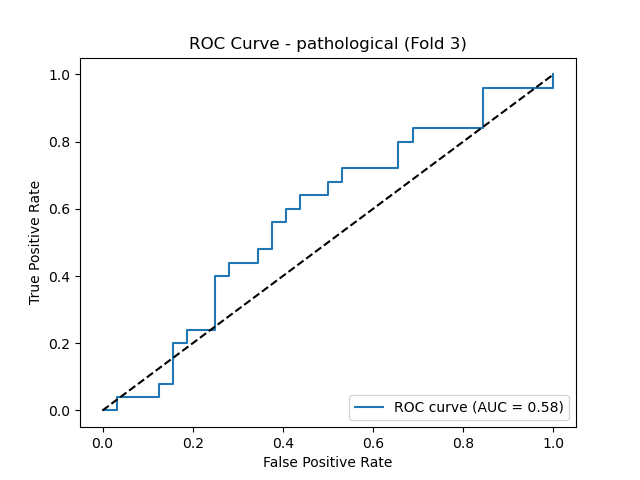 ROC Curve - pathological (Fold 3)
1.0
0.8
0.6
0.4
0.2
0.0
True Positive Rate
ROC curve (AUC = 0.58)
0.0 0.2 0.4 0.6 0.8 1.0
False Positive Rate